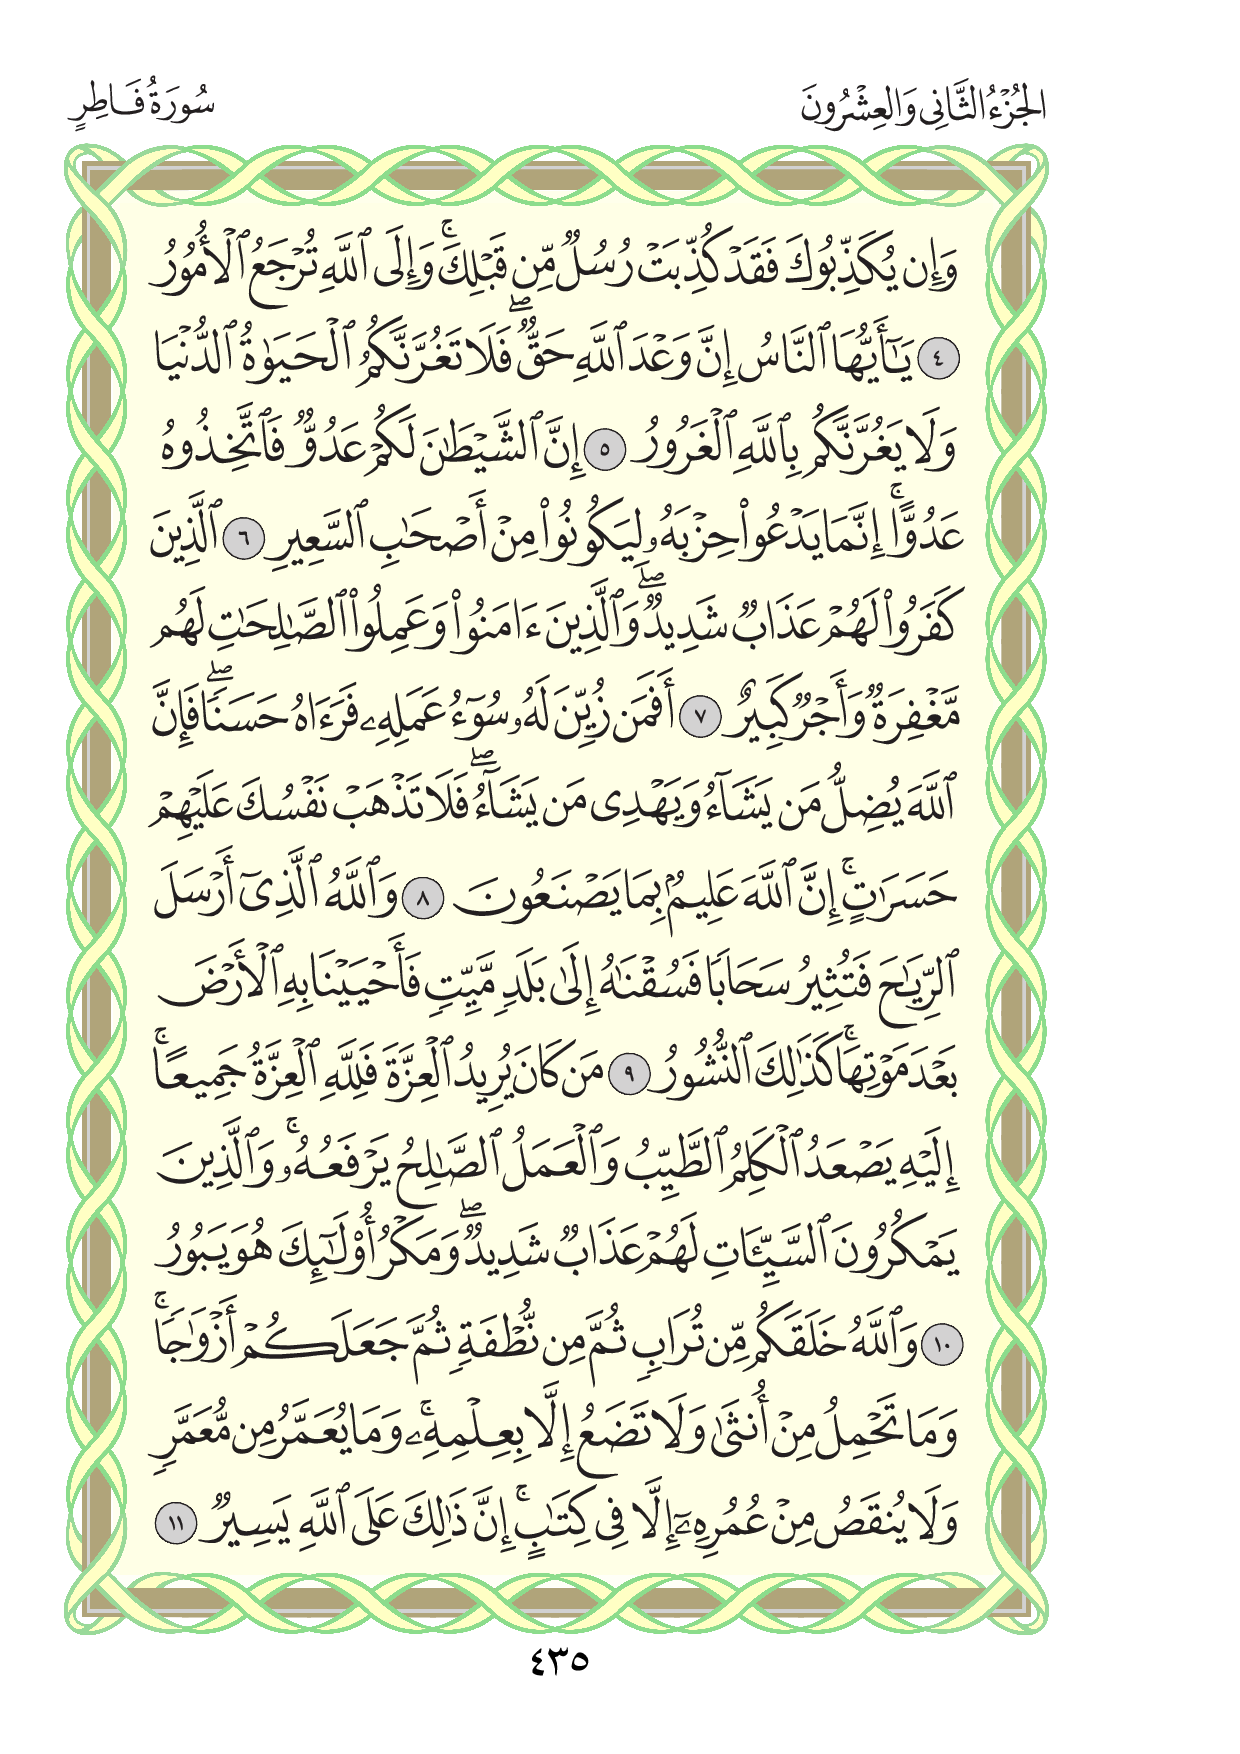 الجُزْءُ الثَّانِي وَالعِشْرُونَ
سُورَةُ فَاطِرٍ
وَإِن يُكَذِّبُوكَ فَقَدْ كُذِّبَتْ رُسُلٌ مِّن قَبْلِكَۚ وَإِلَى ٱللَّهِ تُرْجَعُ ٱلْأُمُورُ
٤ يَـٰٓأَيُّهَا ٱلنَّاسُ إِنَّ وَعْدَ ٱللَّهِ حَقٌّۖ فَلَا تَغُرَّنَّكُمُ ٱلْحَيَوٰةُ ٱلدُّنْيَا
وَلَا يَغُرَّنَّكُم بِٱللَّهِ ٱلْغَرُورُ ٥ إِنَّ ٱلشَّيْطَـٰنَ لَكُمْ عَدُوٌّ فَٱتَّخِذُوهُ
عَدُوًّاۚ إِنَّمَا يَدْعُوا۟ حِزْبَهُۥ لِيَكُونُوا۟ مِنْ أَصْحَـٰبِ ٱلسَّعِيرِ ٦ ٱلَّذِينَ
كَفَرُوا۟ لَهُمْ عَذَابٌ شَدِيدٌۖ وَٱلَّذِينَ ءَامَنُوا۟ وَعَمِلُوا۟ ٱلصَّـٰلِحَـٰتِ لَهُم
مَّغْفِرَةٌ وَأَجْرٌ كَبِيرٌ ٧ أَفَمَن زُيِّنَ لَهُۥ سُوٓءُ عَمَلِهِۦ فَرَءَاهُ حَسَنًاۖ فَإِنَّ
ٱللَّهَ يُضِلُّ مَن يَشَآءُ وَيَهْدِى مَن يَشَآءُۖ فَلَا تَذْهَبْ نَفْسُكَ عَلَيْهِمْ
حَسَرَٰتٍۚ إِنَّ ٱللَّهَ عَلِيمٌۢ بِمَا يَصْنَعُونَ ٨ وَٱللَّهُ ٱلَّذِىٓ أَرْسَلَ
ٱلرِّيَـٰحَ فَتُثِيرُ سَحَابًا فَسُقْنَـٰهُ إِلَىٰ بَلَدٍ مَّيِّتٍ فَأَحْيَيْنَا بِهِ ٱلْأَرْضَ
بَعْدَ مَوْتِهَاۚ كَذَٰلِكَ ٱلنُّشُورُ ٩ مَن كَانَ يُرِيدُ ٱلْعِزَّةَ فَلِلَّهِ ٱلْعِزَّةُ جَمِيعًاۚ
إِلَيْهِ يَصْعَدُ ٱلْكَلِمُ ٱلطَّيِّبُ وَٱلْعَمَلُ ٱلصَّـٰلِحُ يَرْفَعُهُۥۚ وَٱلَّذِينَ
يَمْكُرُونَ ٱلسَّيِّـَٔاتِ لَهُمْ عَذَابٌ شَدِيدٌۖ وَمَكْرُ أُو۟لَـٰٓئِكَ هُوَ يَبُورُ
١٠ وَٱللَّهُ خَلَقَكُم مِّن تُرَابٍ ثُمَّ مِن نُّطْفَةٍ ثُمَّ جَعَلَكُمْ أَزْوَٰجًاۚ
وَمَا تَحْمِلُ مِنْ أُنثَىٰ وَلَا تَضَعُ إِلَّا بِعِلْمِهِۦۚ وَمَا يُعَمَّرُ مِن مُّعَمَّرٍ
وَلَا يُنقَصُ مِنْ عُمُرِهِۦٓ إِلَّا فِى كِتَـٰبٍۚ إِنَّ ذَٰلِكَ عَلَى ٱللَّهِ يَسِيرٌ ١١
٤٣٥